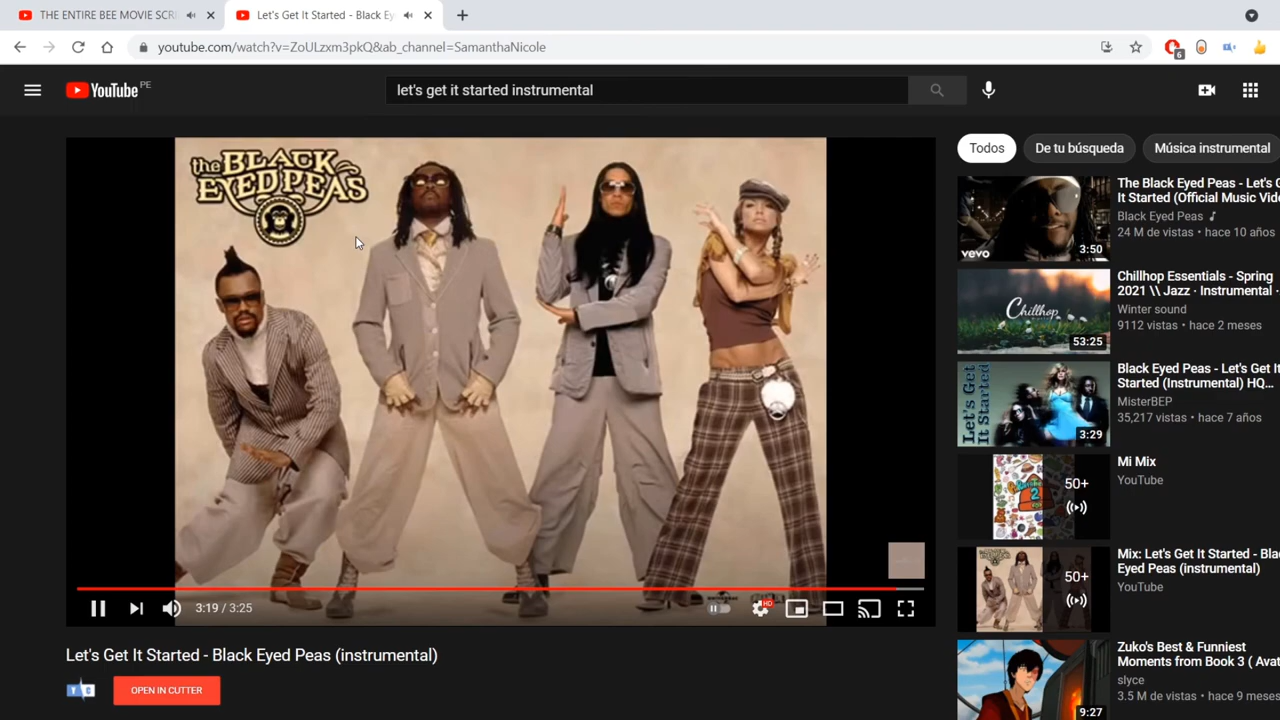 THE ENTIRE BEE MOVIE SCRI
Let's Get It Started - Black Ey
youtube.com/watch?v=ZoULzxm3pkQ&ab_channel=SamanthaNicole
6
YouTube PE
let's get it started instrumental
the BLACK
EYED PEAS
3:19 / 3:25
HD
Let's Get It Started - Black Eyed Peas (instrumental)
OPEN IN CUTTER
Todos
De tu búsqueda
Música instrumental
vevo
3:50
The Black Eyed Peas - Let's G
It Started (Official Music Vide
Black Eyed Peas
24 M de vistas • hace 10 años
Chillhop
53:25
Chillhop Essentials - Spring
2021 \\ Jazz · Instrumental ·
Winter sound
9112 vistas • hace 2 meses
Let's Get
It Started
3:29
Black Eyed Peas - Let's Get It
Started (Instrumental) HQ...
MisterBEP
35,217 vistas • hace 7 años
50+
Mi Mix
YouTube
50+
Mix: Let's Get It Started - Blac
Eyed Peas (instrumental)
YouTube
9:27
Zuko's Best & Funniest
Moments from Book 3 ( Avat
slyce
3.5 M de vistas • hace 9 meses